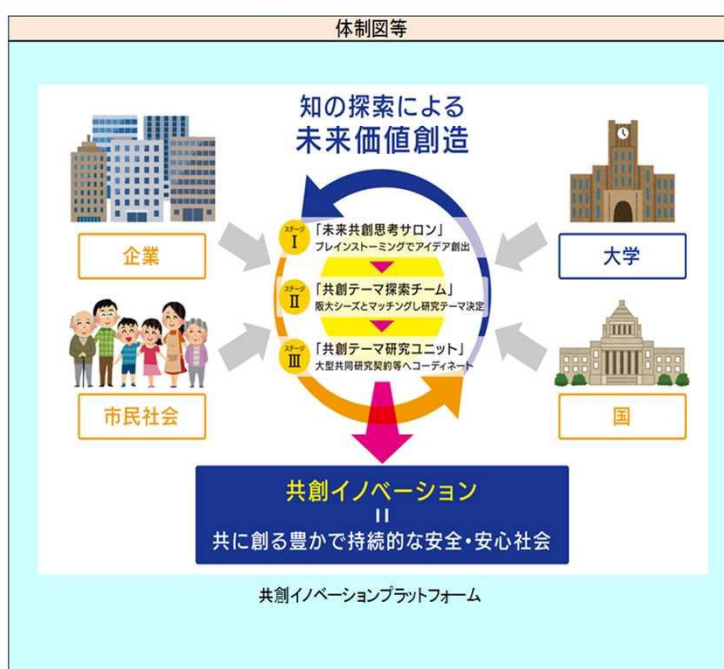 体制図等
知の探索による
未来価値創造
企業
大学
ステージ
I
「未来共創思考サロン」
ブレインストーミングでアイデア創出
ステージ
II
「共創テーマ探索チーム」
阪大シーズとマッチングし研究テーマ決定
ステージ
III
「共創テーマ研究ユニット」
大型共同研究契約等へコーディネート
市民社会
国
共創イノベーション
=
共に創る豊かで持続的な安全・安心社会
共創イノベーションプラットフォーム